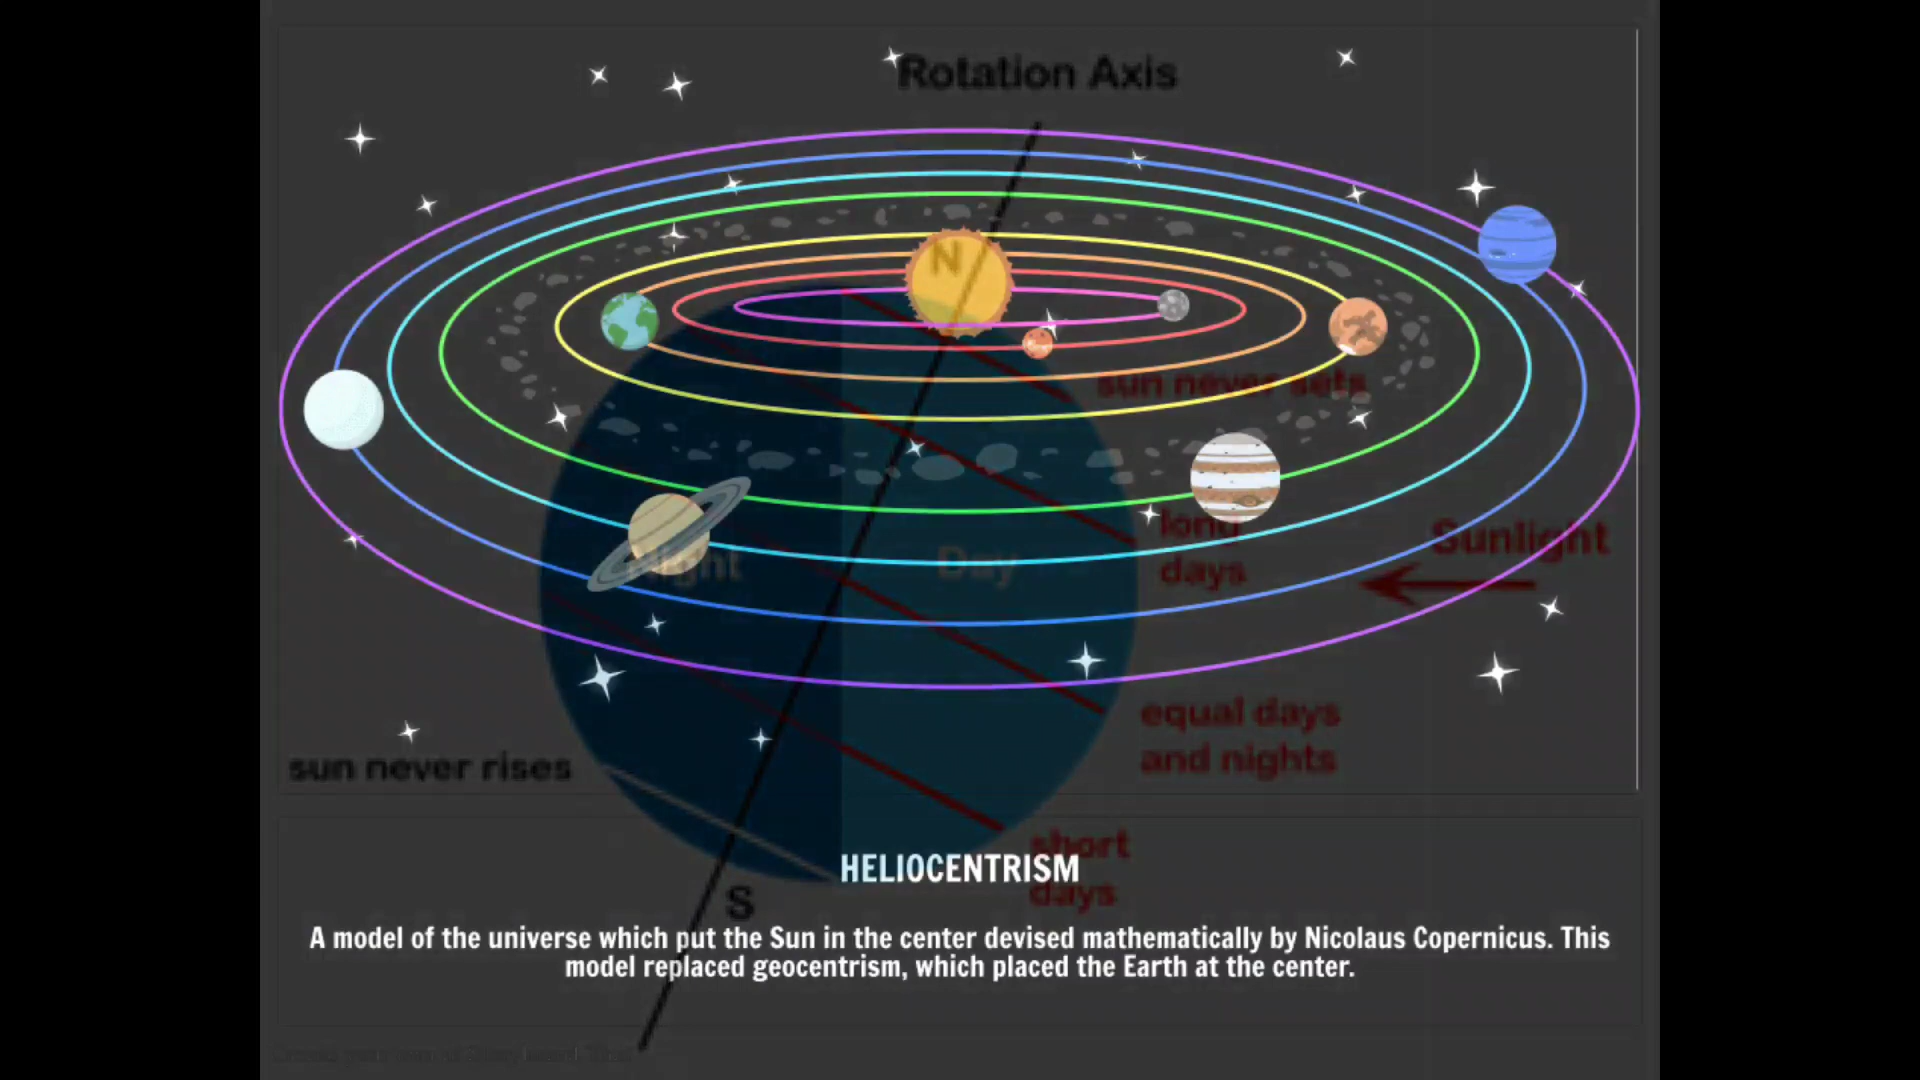 Rotation Axis
N
sun never sets
long
days
Sunlight
Night
Day
equal days
and nights
sun never rises
short
days
S
HELIOCENTRISM
A model of the universe which put the Sun in the center devised mathematically by Nicolaus Copernicus. This
model replaced geocentrism, which placed the Earth at the center.